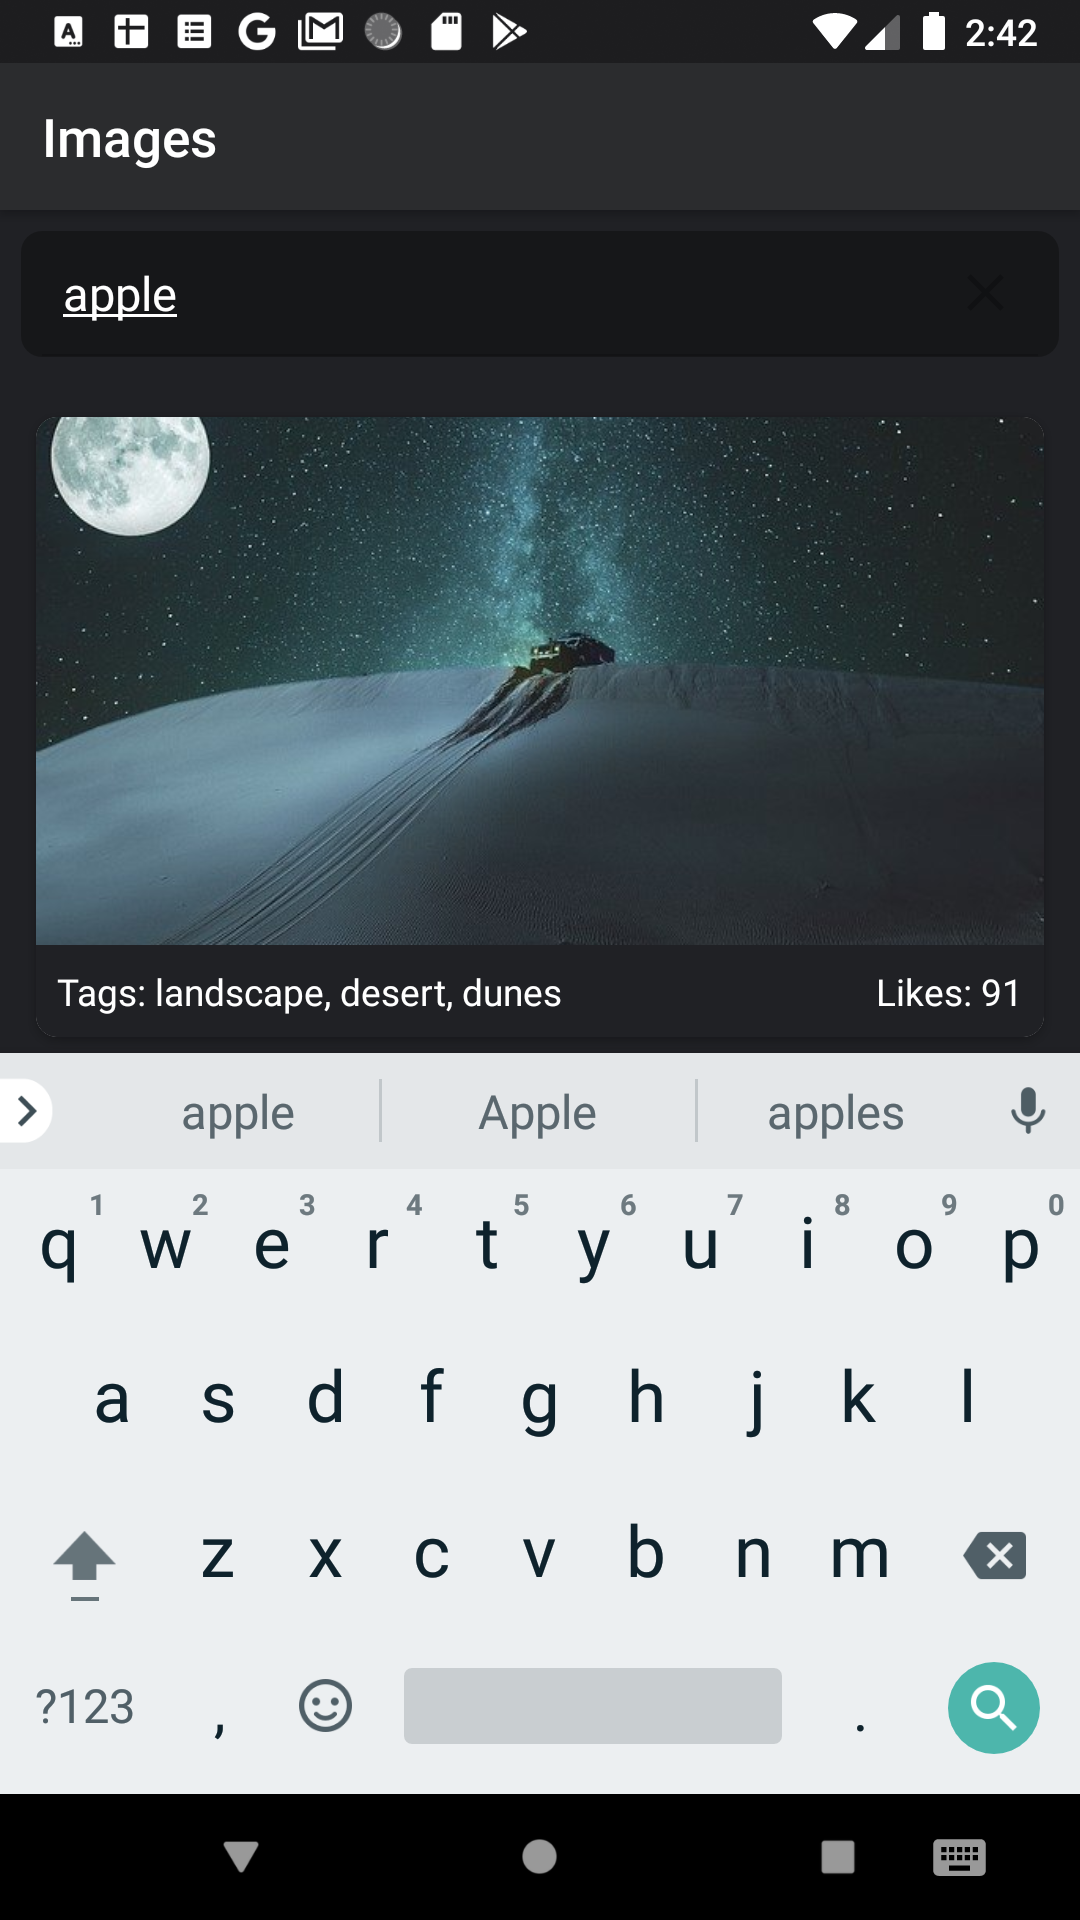 2:42
Images
apple
Tags: landscape, desert, dunes Likes: 91
apple Apple apples
1 2 3 4 5 6 7 8 9 0
q w e r t y u i o p
a s d f g h j k l
z x c v b n m
?123 , .